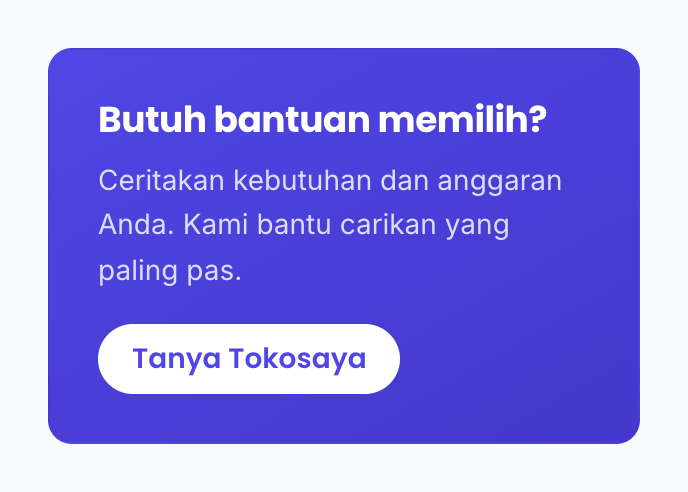 Butuh bantuan memilih?
Ceritakan kebutuhan dan anggaran
Anda. Kami bantu carikan yang
paling pas.
Tanya Tokosaya